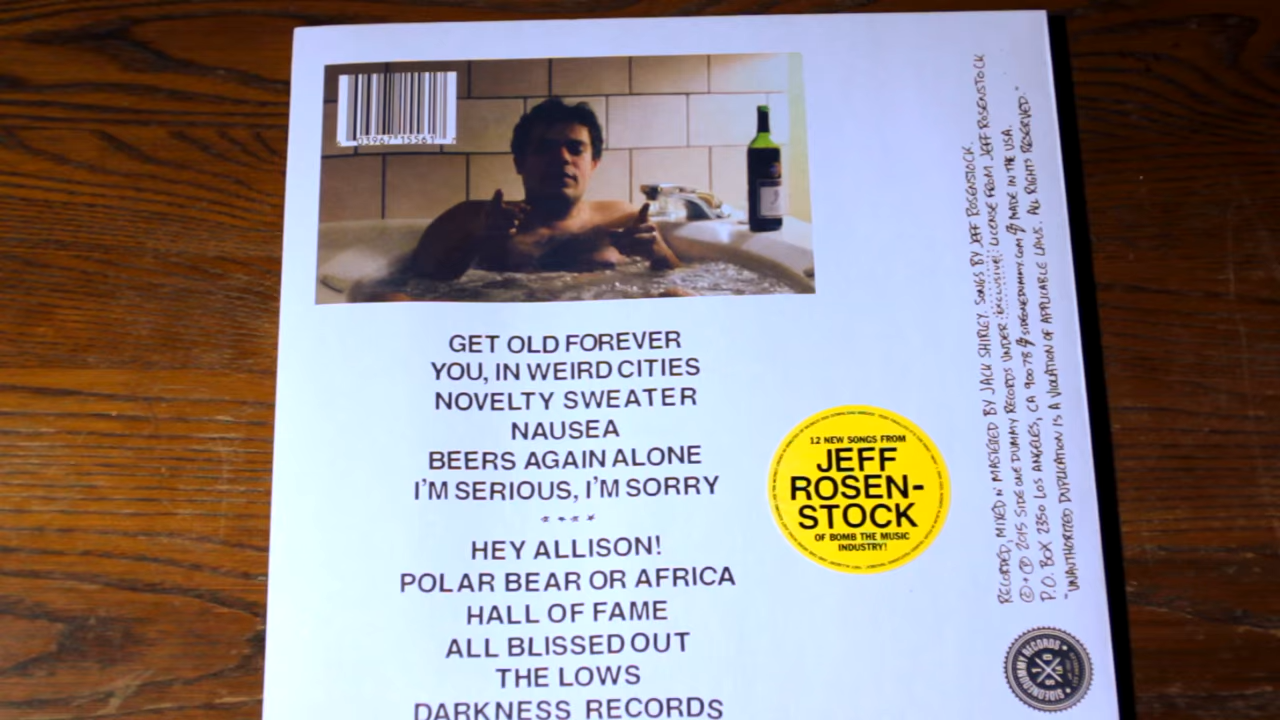 03967"15561
GET OLD FOREVER
YOU, IN WEIRD CITIES
NOVELTY SWEATER
NAUSEA
BEERS AGAIN ALONE
I'M SERIOUS, I'M SORRY
HEY ALLISON!
POLAR BEAR OR AFRICA
HALL OF FAME
ALL BLISSED OUT
THE LOWS
DARKNESS RECORDS
12 NEW SONGS FROM
JEFF
ROSEN-
STOCK
OF BOMB THE MUSIC
INDUSTRY!
RECORDED, MIXED N' MASTERED BY JACK SHIRLEY. SONGS BY JEFF ROSENSTOCK.
© + ℗ 2015 SIDE ONE DUMMY RECORDS UNDER "EXCLUSIVE" LICENSE FROM JEFF ROSENSTOCK
P.O. BOX 2350 LOS ANGELES, CA 90078 SIDEONEDUMMY.COM MADE IN THE USA.
"UNAUTHORIZED DUPLICATION IS A VIOLATION OF APPLICABLE LAWS. ALL RIGHTS RESERVED."
SIDEONEDUMMY RECORDS